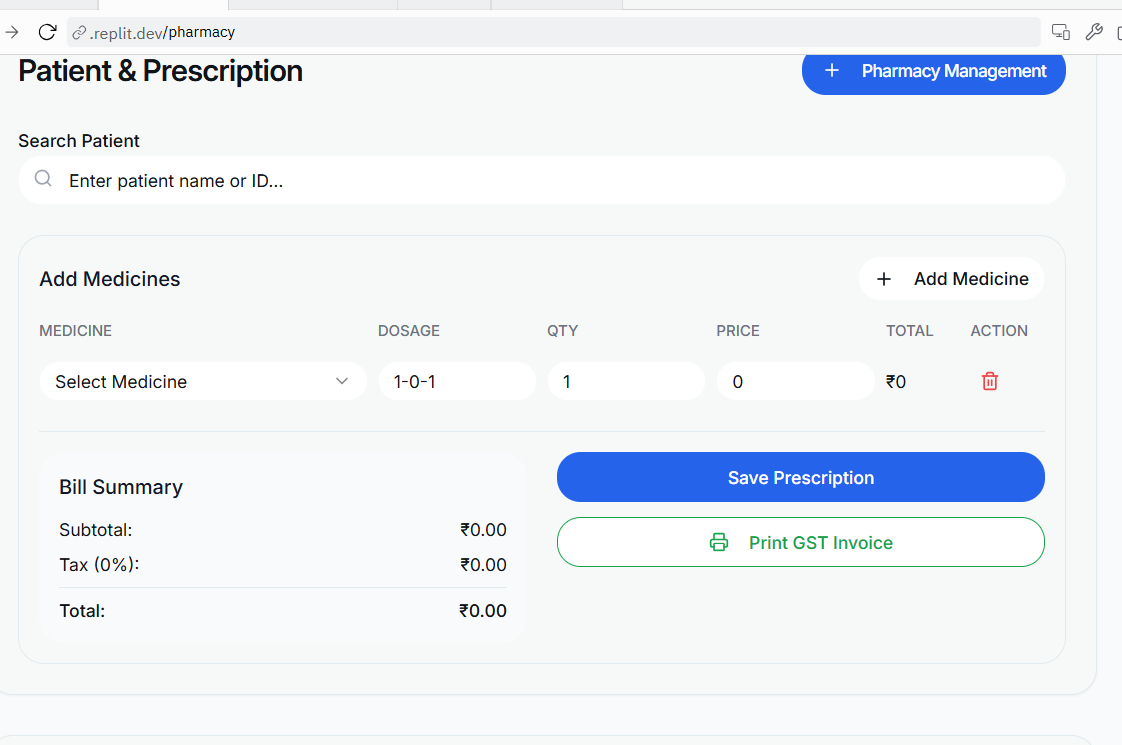 .replit.dev/pharmacy
Patient & Prescription
+ Pharmacy Management
Search Patient
Enter patient name or ID...
Add Medicines
+ Add Medicine
MEDICINE DOSAGE QTY PRICE TOTAL ACTION
Select Medicine 1-0-1 1 0 ₹0
Bill Summary
Save Prescription
Subtotal: ₹0.00
Print GST Invoice
Tax (0%): ₹0.00
Total: ₹0.00